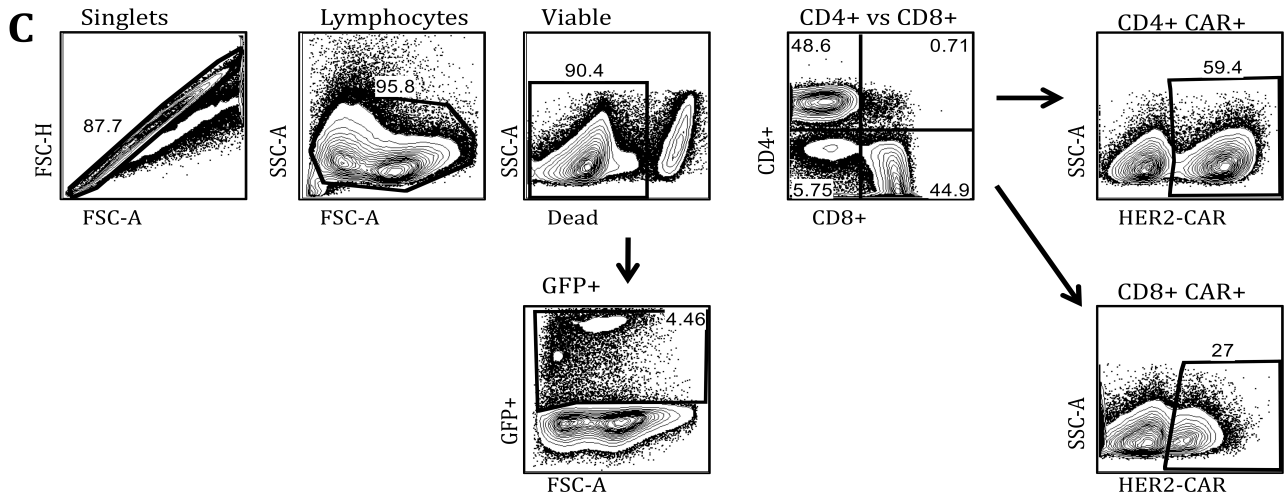 C
Singlets
87.7
FSC-H
FSC-A
Lymphocytes
95.8
SSC-A
FSC-A
Viable
90.4
SSC-A
Dead
CD4+ vs CD8+
48.6
0.71
5.75
44.9
CD4+
CD8+
CD4+ CAR+
59.4
SSC-A
HER2-CAR
GFP+
4.46
GFP+
FSC-A
CD8+ CAR+
27
SSC-A
HER2-CAR